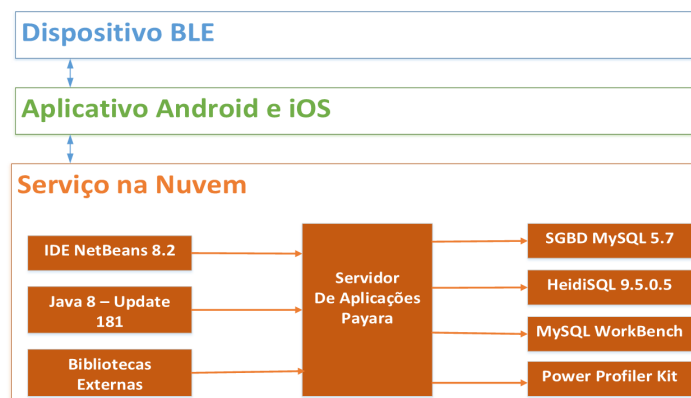 Dispositivo BLE
Aplicativo Android e iOS
Serviço na Nuvem
IDE NetBeans 8.2
Java 8 – Update
181
Bibliotecas
Externas
Servidor
De Aplicações
Payara
SGBD MySQL 5.7
HeidiSQL 9.5.0.5
MySQL WorkBench
Power Profiler Kit